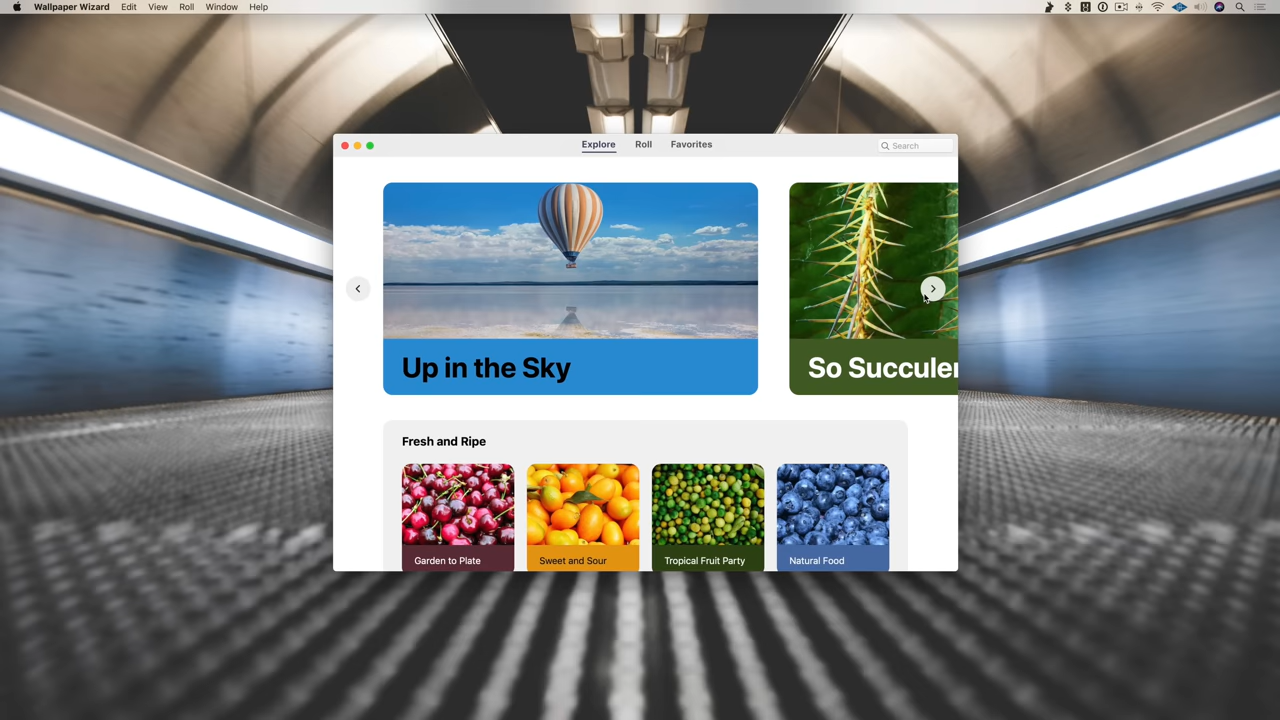 Wallpaper Wizard Edit View Roll Window Help
Explore Roll Favorites Search
Up in the Sky
So Succule
Fresh and Ripe
Garden to Plate Sweet and Sour Tropical Fruit Party Natural Food